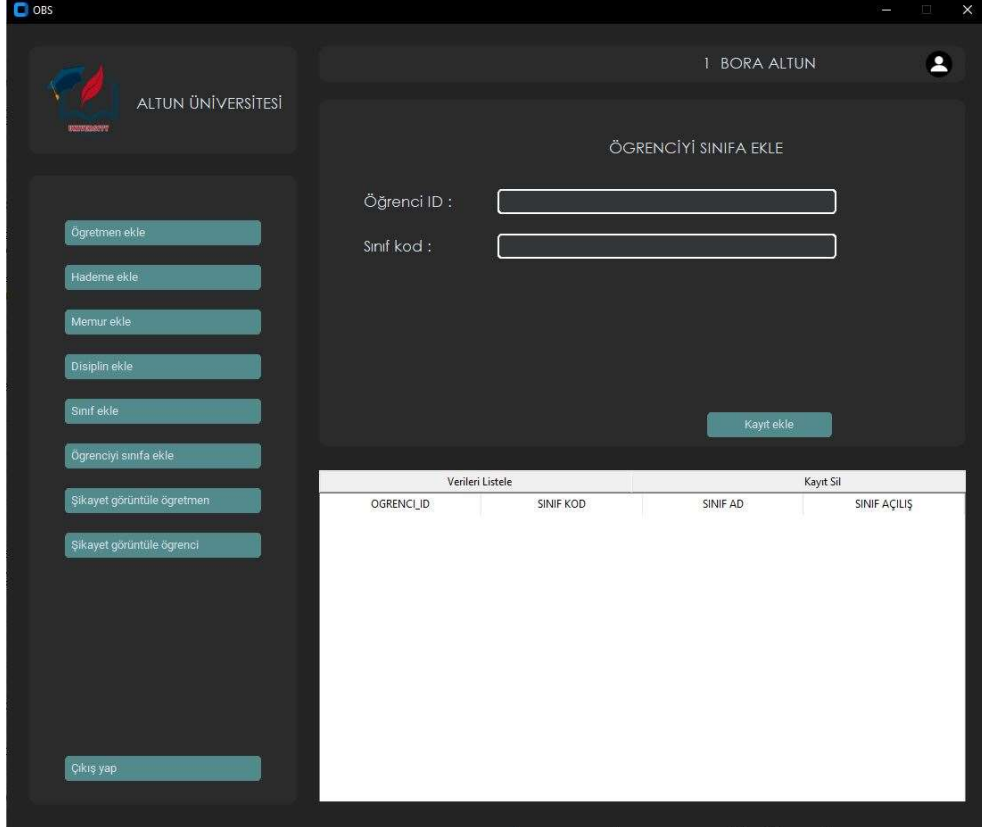 OBS
UNIVERSITY
ALTUN ÜNİVERSİTESİ
1 BORA ALTUN
Ögretmen ekle
Hademe ekle
Memur ekle
Disiplin ekle
Sınıf ekle
Ögrenciyi sınıfa ekle
Şikayet görüntüle ögretmen
Şikayet görüntüle ögrenci
Çıkış yap
ÖGRENCİYİ SINIFA EKLE
Öğrenci ID :
Sınıf kod :
Kayıt ekle
Verileri Listele Kayıt Sil
OGRENCI_ID SINIF KOD SINIF AD SINIF AÇILIŞ